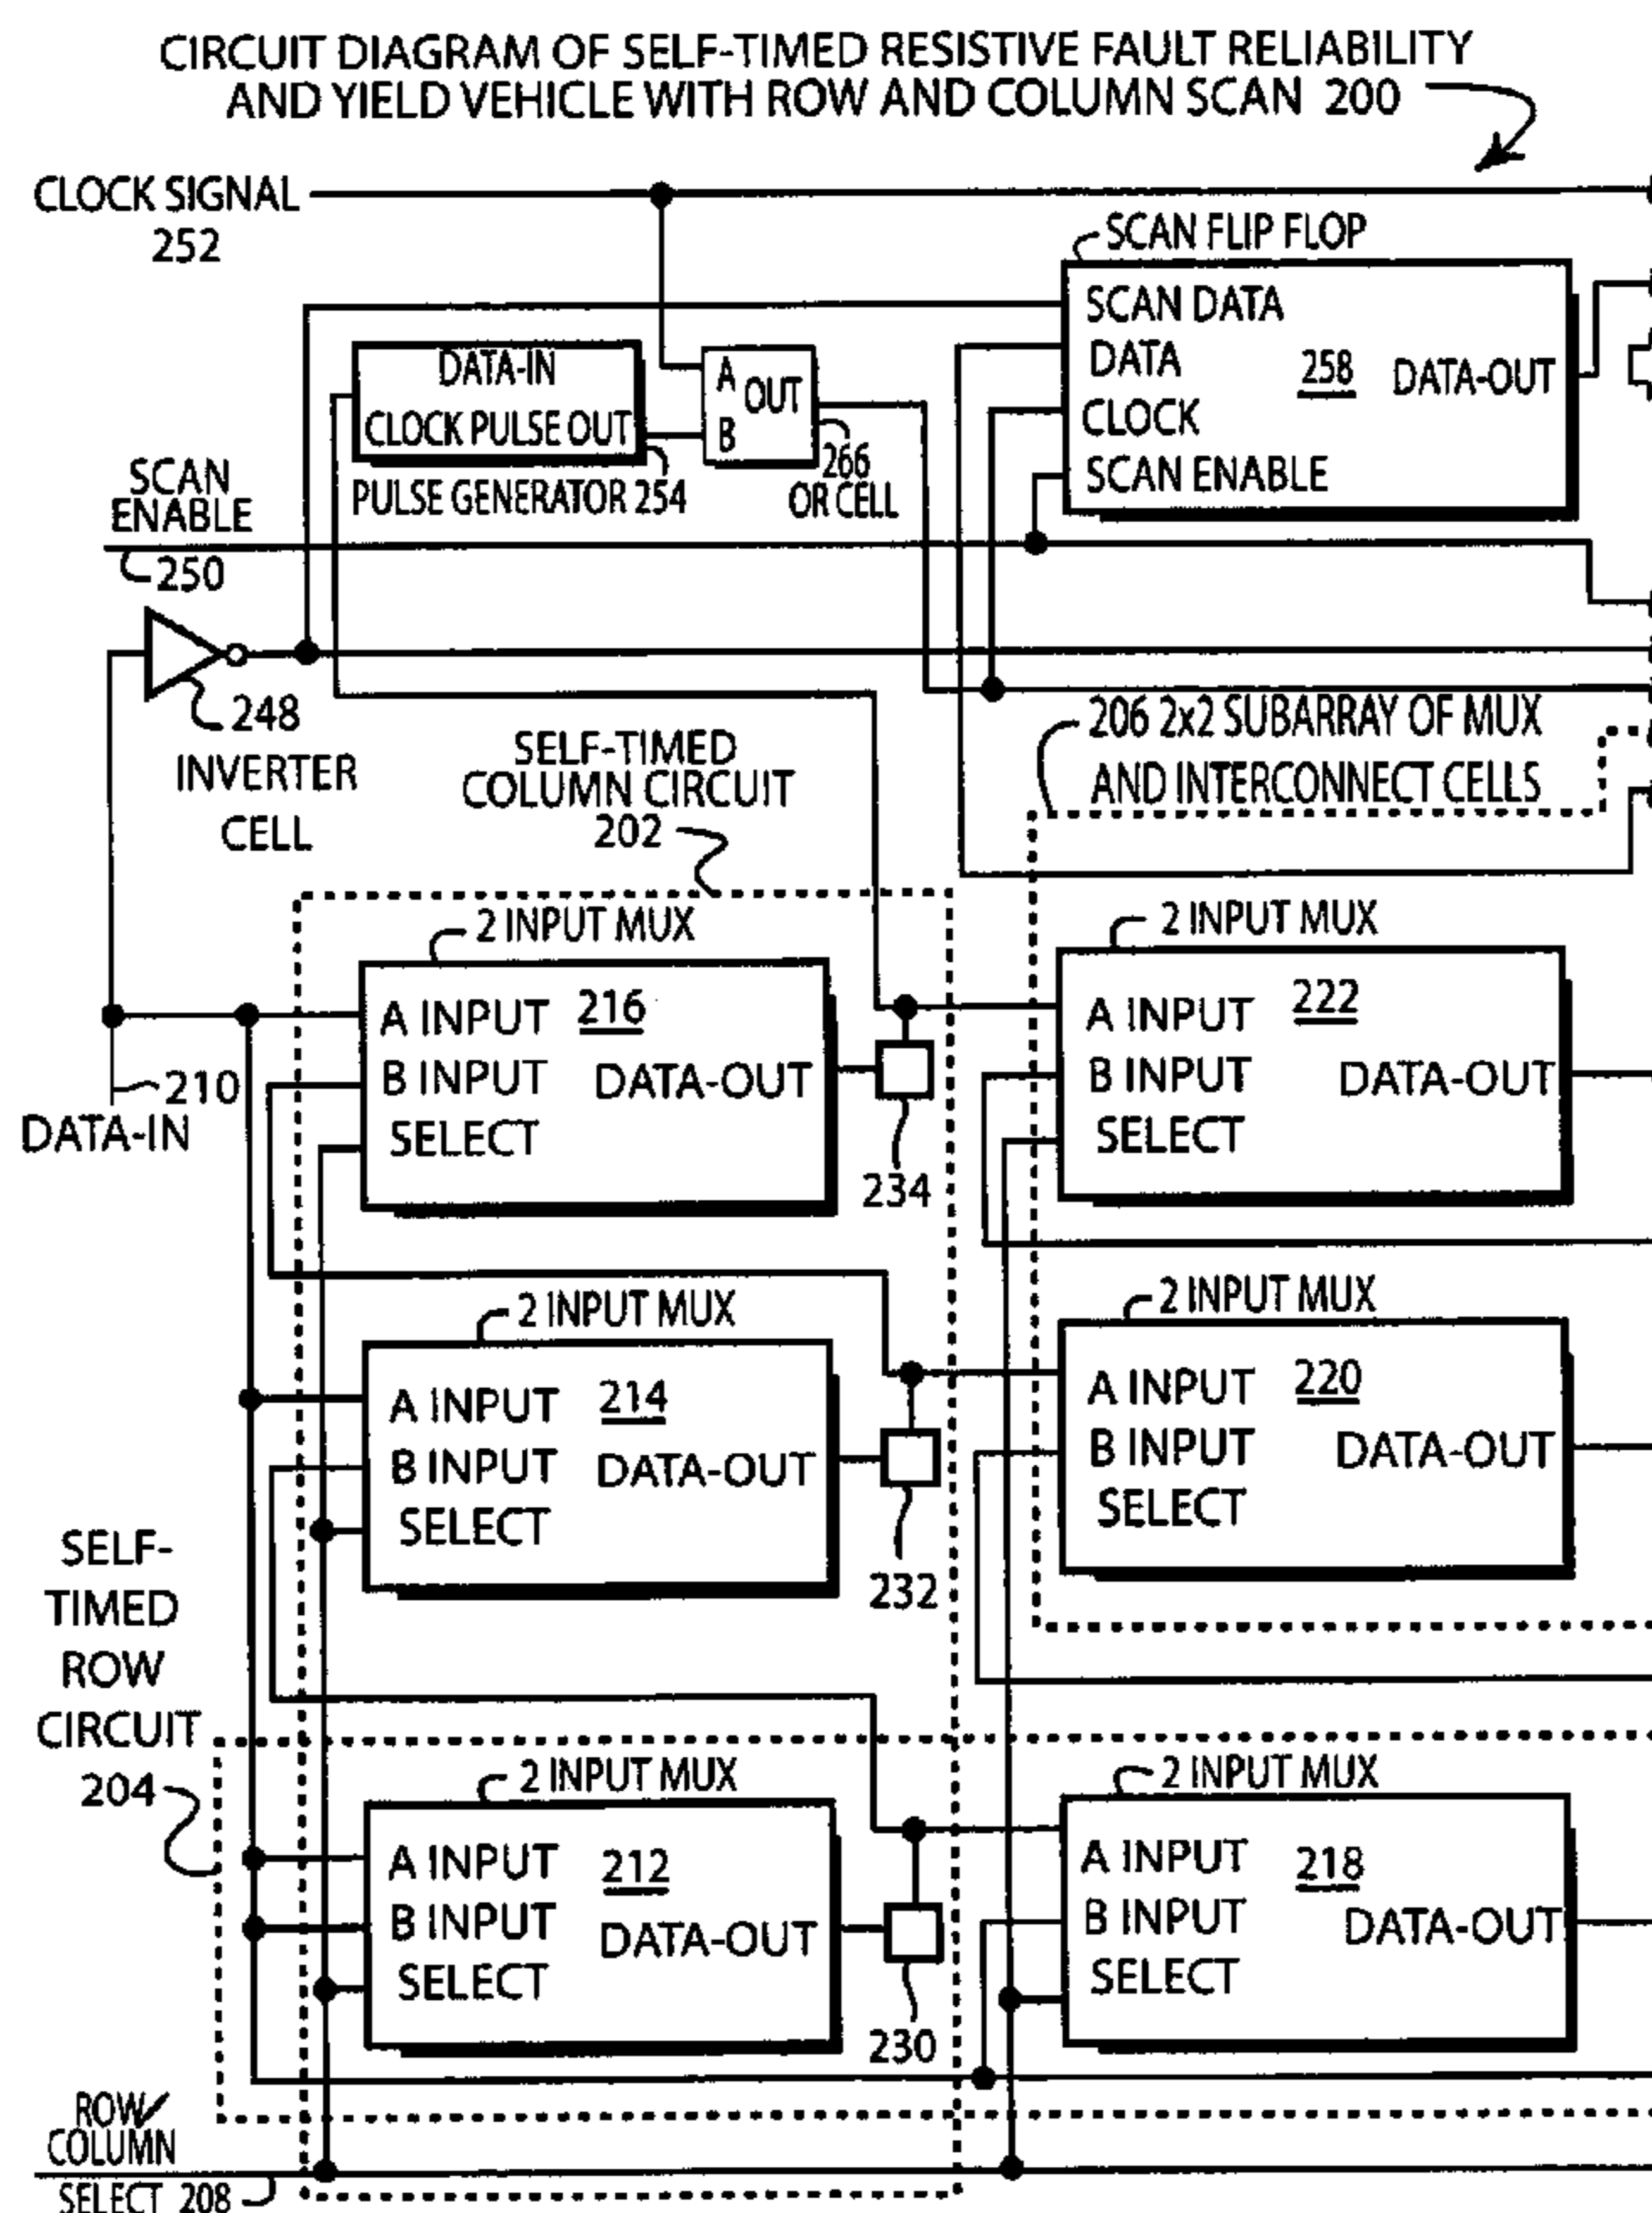 CIRCUIT DIAGRAM OF SELF-TIMED RESISTIVE FAULT RELIABILITY
AND YIELD VEHICLE WITH ROW AND COLUMN SCAN 200
CLOCK SIGNAL
252
SCAN FLIP FLOP
SCAN DATA
DATA
CLOCK
SCAN ENABLE
258
DATA-OUT
DATA-IN
CLOCK PULSE OUT
PULSE GENERATOR 254
A
B
OUT
266
OR CELL
SCAN
ENABLE
250
248
INVERTER
CELL
SELF-TIMED
COLUMN CIRCUIT
202
206 2x2 SUBARRAY OF MUX
AND INTERCONNECT CELLS
2 INPUT MUX
A INPUT 216
B INPUT
DATA-OUT
SELECT
234
2 INPUT MUX
A INPUT 222
B INPUT
DATA-OUT
SELECT
210
DATA-IN
2 INPUT MUX
A INPUT 214
B INPUT
DATA-OUT
SELECT
232
2 INPUT MUX
A INPUT 220
B INPUT
DATA-OUT
SELECT
SELF-
TIMED
ROW
CIRCUIT
204
2 INPUT MUX
A INPUT 212
B INPUT
DATA-OUT
SELECT
230
2 INPUT MUX
A INPUT 218
B INPUT
DATA-OUT
SELECT
ROW/
COLUMN
SELECT 208